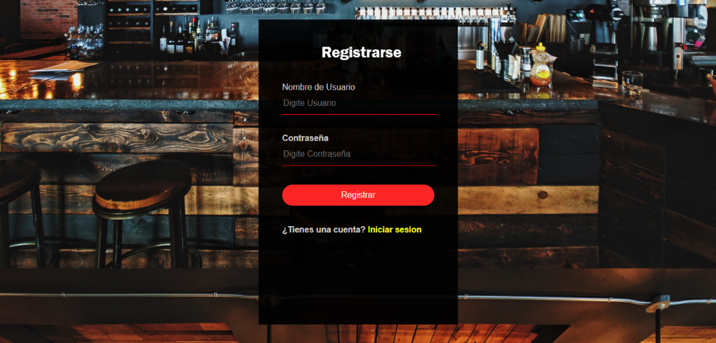 Registrarse
Nombre de Usuario
Digite Usuario
Contraseña
Digite Contraseña
Registrar
¿Tienes una cuenta? Iniciar sesion